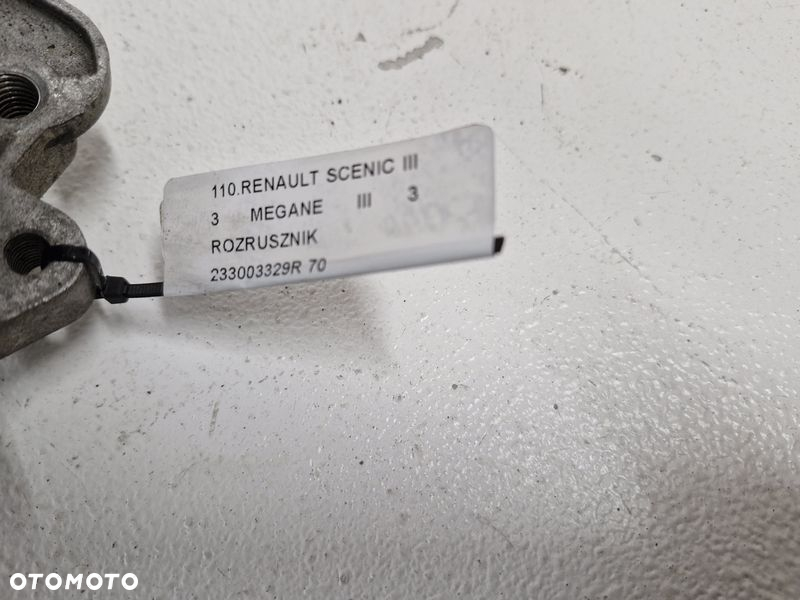 110.RENAULT SCENIC III
3 MEGANE III 3
ROZRUSZNIK
233003329R 70
OTOMOTO